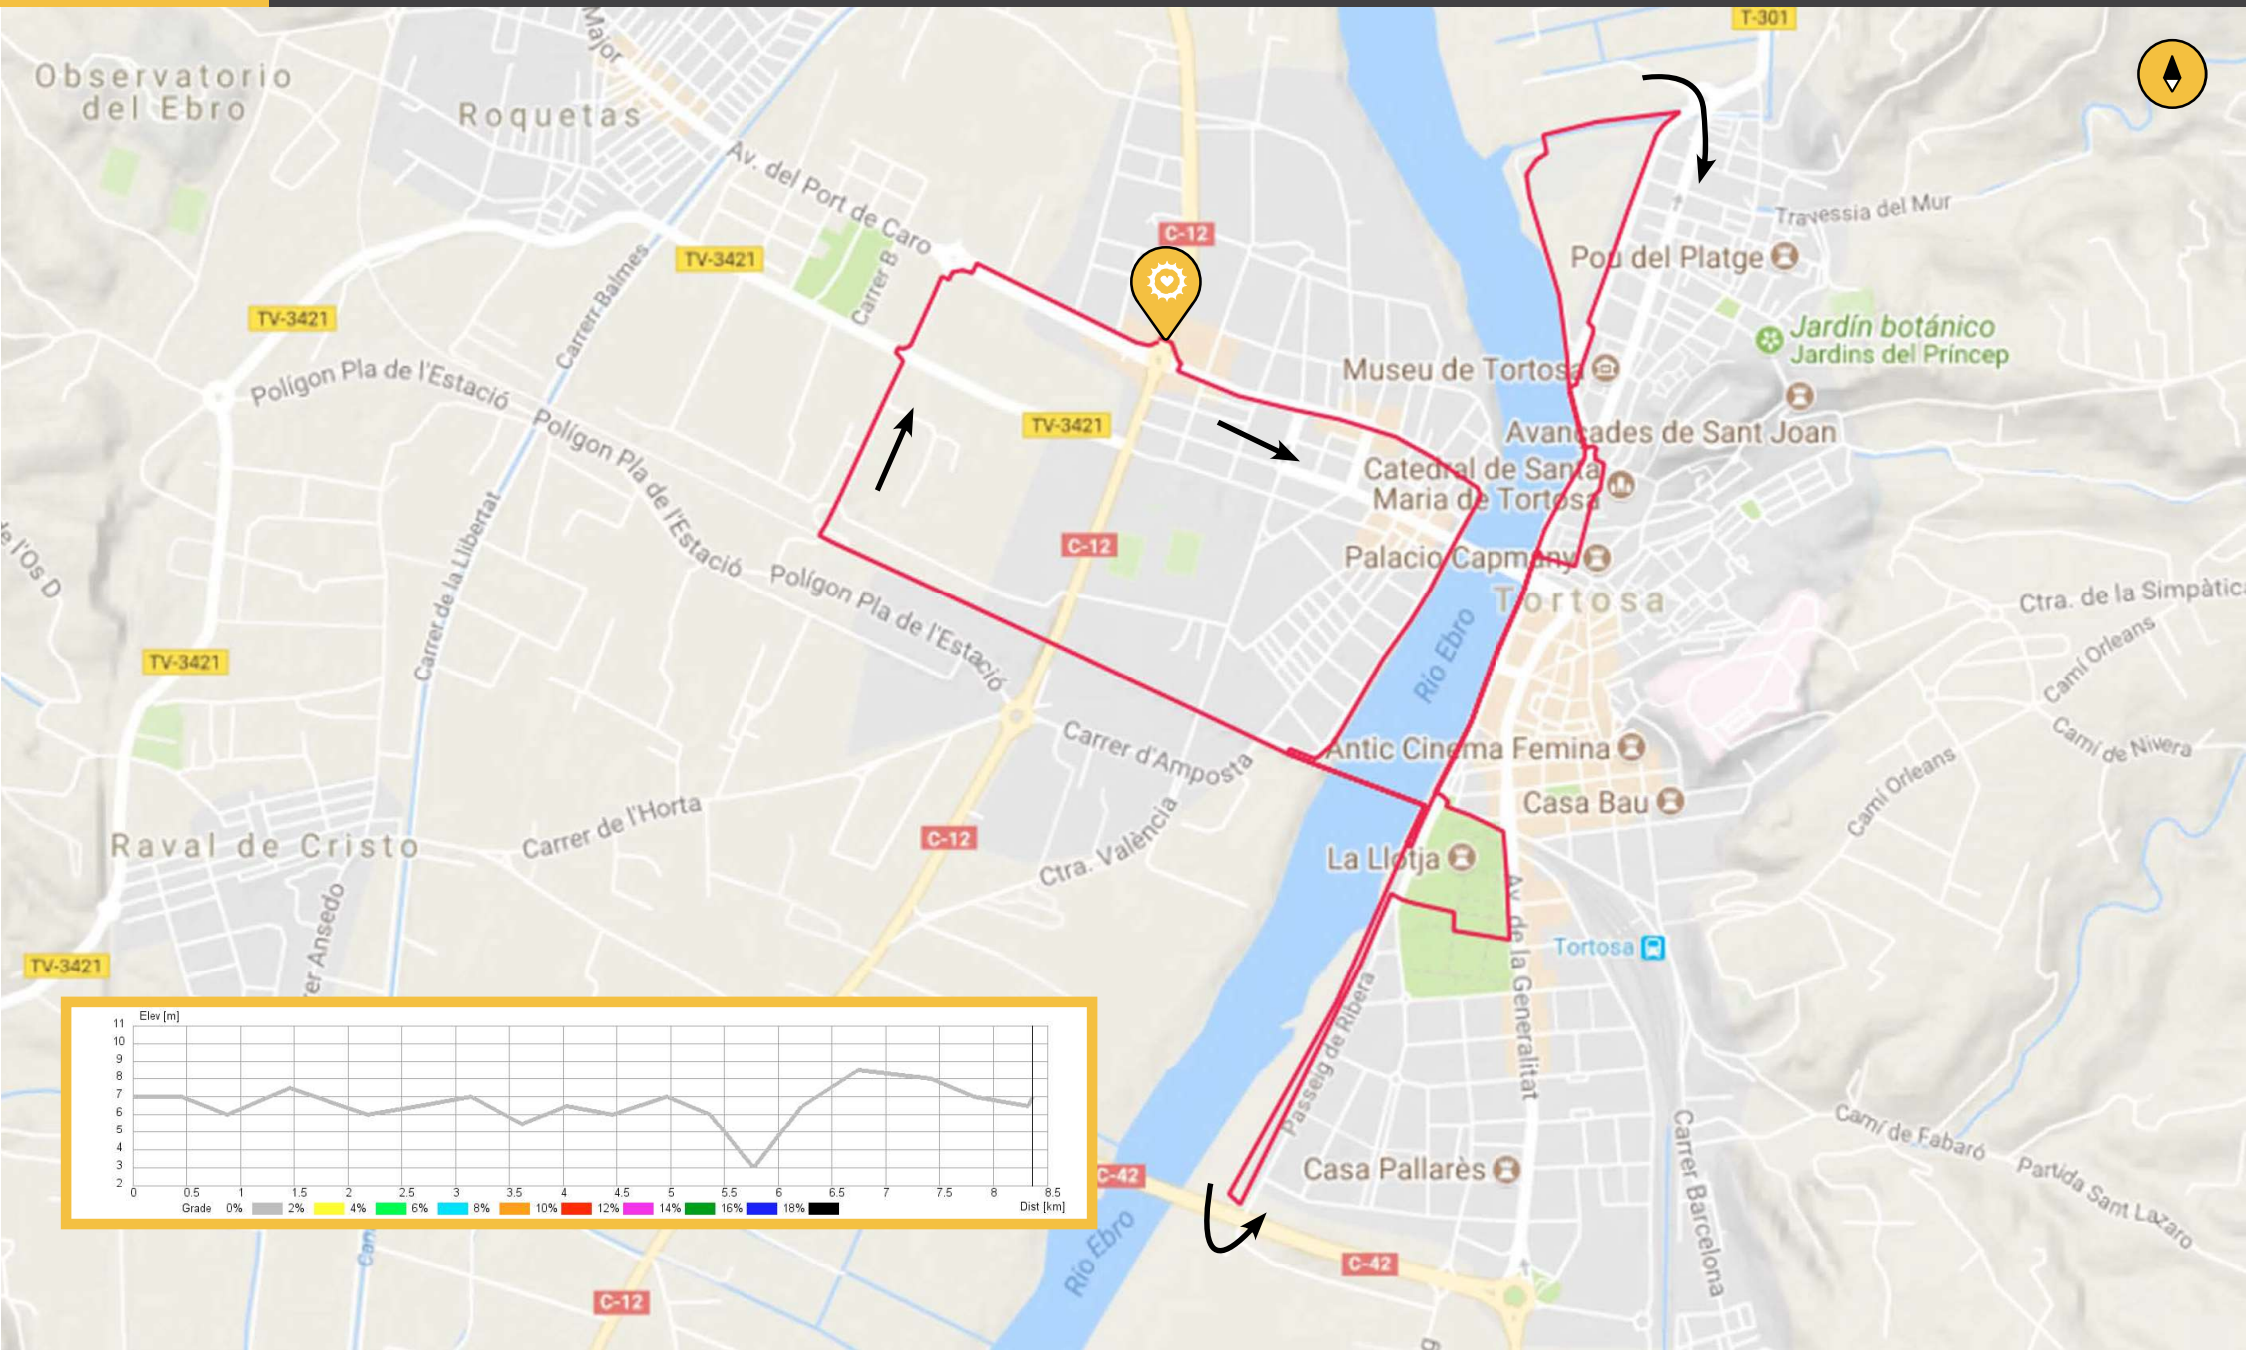 T-301
Major
Observatorio
del Ebro
Roquetas
Av. del Port de Caro
Travessia del Mur
C-12
TV-3421
Carrer B
Pou del Platge
Carrerr Balmes
TV-3421
Jardín botánico
Jardins del Príncep
Museu de Tortosa
Polígon Pla de l'Estació
Polígon Pla de l'Estació
TV-3421
Avançades de Sant Joan
Catedral de Santa
Maria de Tortosa
Carrer de la Llibertat
C-12
Palacio Capmany
Polígon Pla de l'Estació
Tortosa
Ctra. de la Simpàtica
e l'Os D
Camí Orleans
Río Ebro
TV-3421
Carrer d'Amposta
Antic Cinema Femina
Camí de Nivera
Camí Orleans
Casa Bau
Carrer de l'Horta
Raval de Cristo
C-12
Ctra. València
La Llotja
Av. de la Generalitat
Tortosa
er Ansedo
TV-3421
Passeig de Ribera
Elev [m]
11
10
9
8
7
6
5
4
3
2
0 0.5 1 1.5 2 2.5 3 3.5 4 4.5 5 5.5 6 6.5 7 7.5 8 8.5
Grade 0% 2% 4% 6% 8% 10% 12% 14% 16% 18% Dist [km]
Camí de Fabaró
Partida Sant Lazaro
Carrer Barcelona
C-42
Casa Pallarès
Río Ebro
Can
C-42
C-12